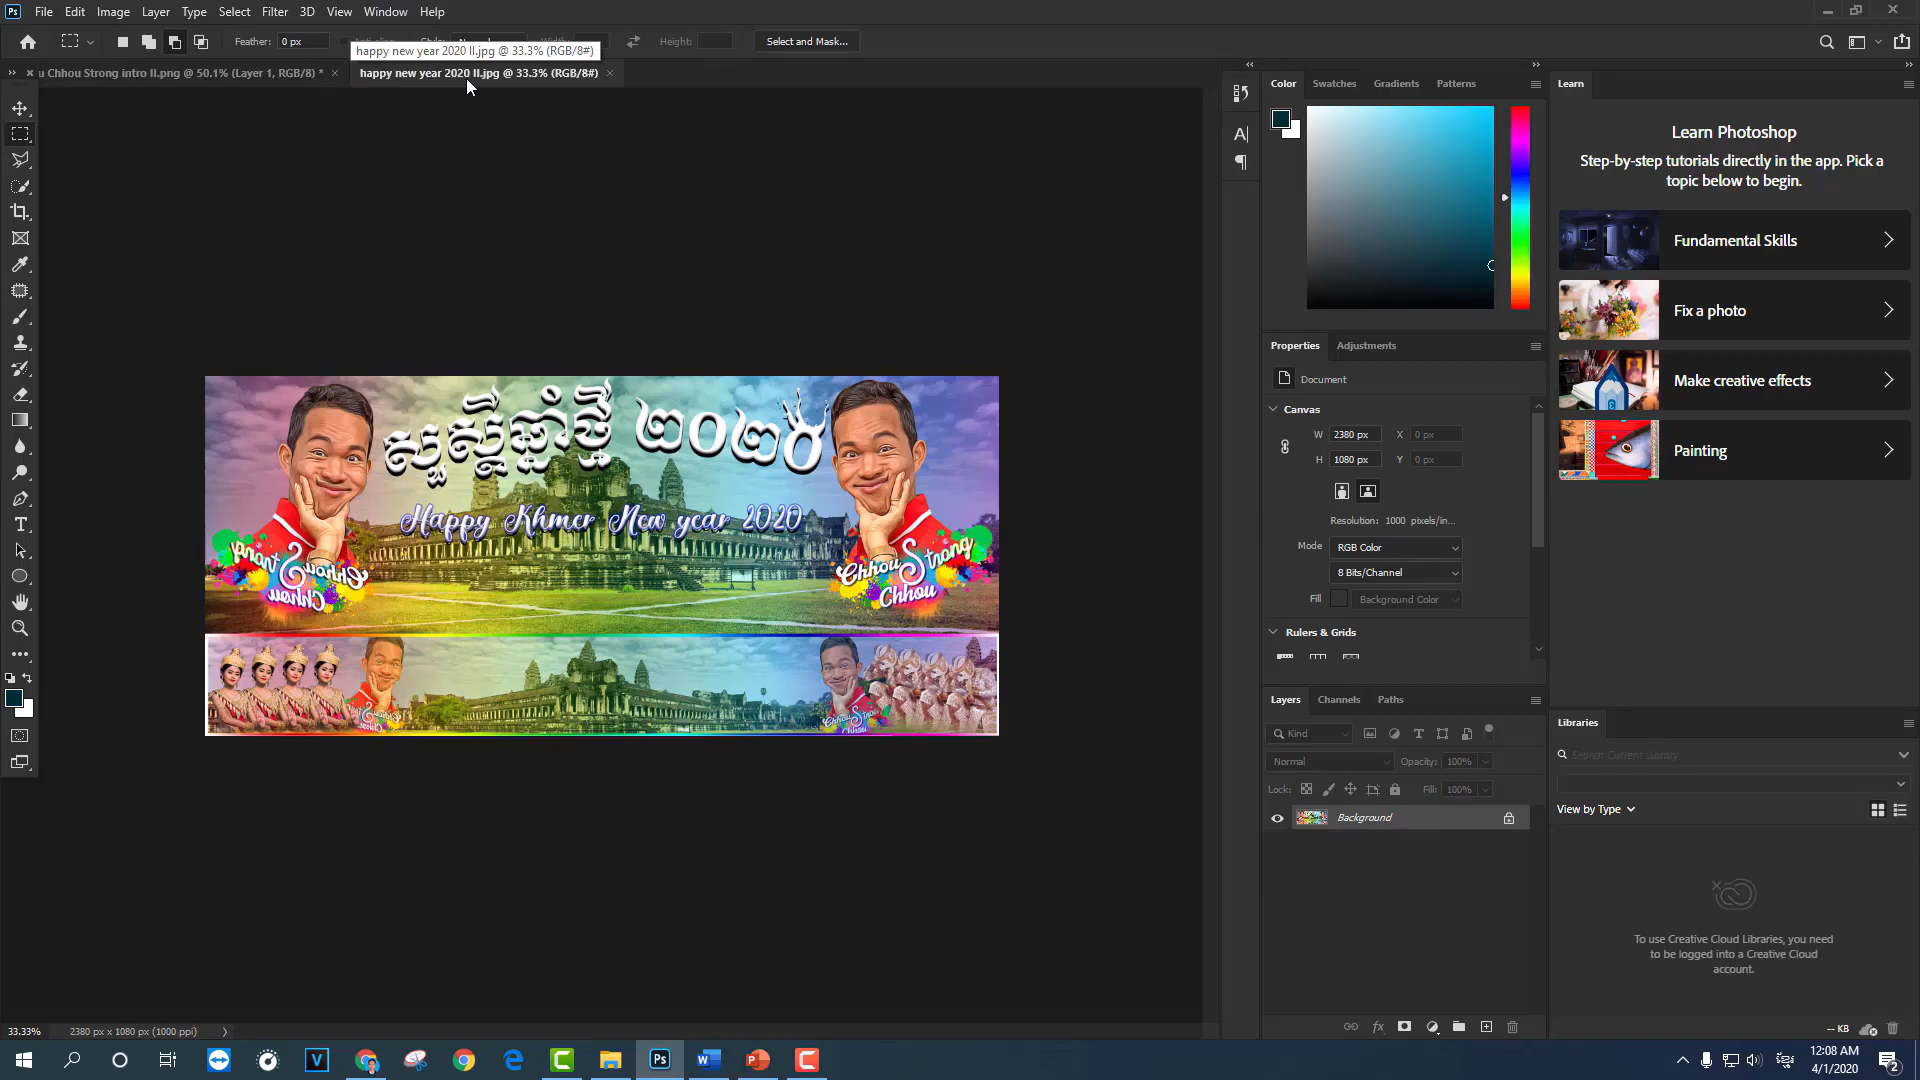 File Edit Image Layer Type Select Filter 3D View Window Help
Feather: 0 px
Height:
Select and Mask...
happy new year 2020 II.jpg @ 33.3% (RGB/8#)
u Chhou Strong intro II.png @ 50.1% (Layer 1, RGB/8) *
happy new year 2020 II.jpg @ 33.3% (RGB/8#)
Color Swatches Gradients Patterns
Learn
Learn Photoshop
Step-by-step tutorials directly in the app. Pick a
topic below to begin.
Fundamental Skills
Fix a photo
Make creative effects
Painting
សួស្តីឆ្នាំថ្មី ២០២០
Happy Khmer New year 2020
Chhou Strong
Chhou
Chhou Strong
Chhou
Properties Adjustments
Document
Canvas
W 2380 px X 0 px
H 1080 px Y 0 px
Resolution: 1000 pixels/in...
Mode RGB Color
8 Bits/Channel
Fill Background Color
Rulers & Grids
Layers Channels Paths
Kind
Normal Opacity: 100%
Lock: Fill: 100%
Background
Libraries
Search Current Library
View by Type
To use Creative Cloud Libraries, you need
to be logged into a Creative Cloud
account.
-- KB
33.33% 2380 px x 1080 px (1000 ppi)
12:08 AM
4/1/2020
2